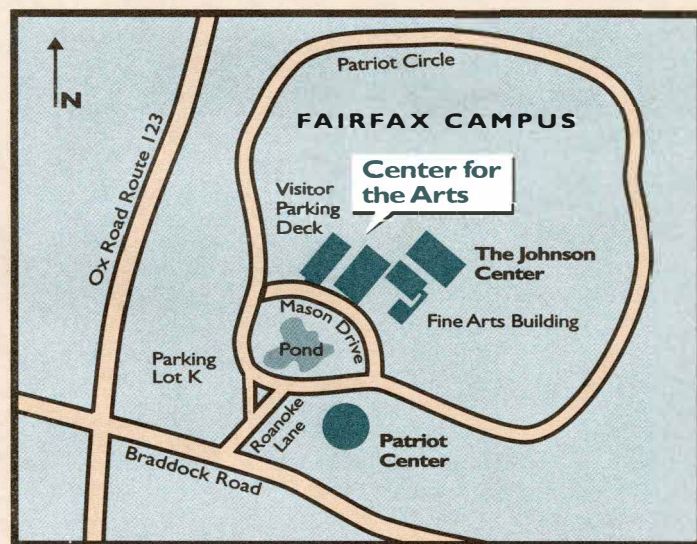 Patriot Circle
N
Ox Road Route 123
FAIRFAX CAMPUS
Center for
the Arts
Visitor
Parking
Deck
The Johnson
Center
Mason Drive
Fine Arts Building
Pond
Parking
Lot K
Roanoke
Lane
Patriot
Center
Braddock Road